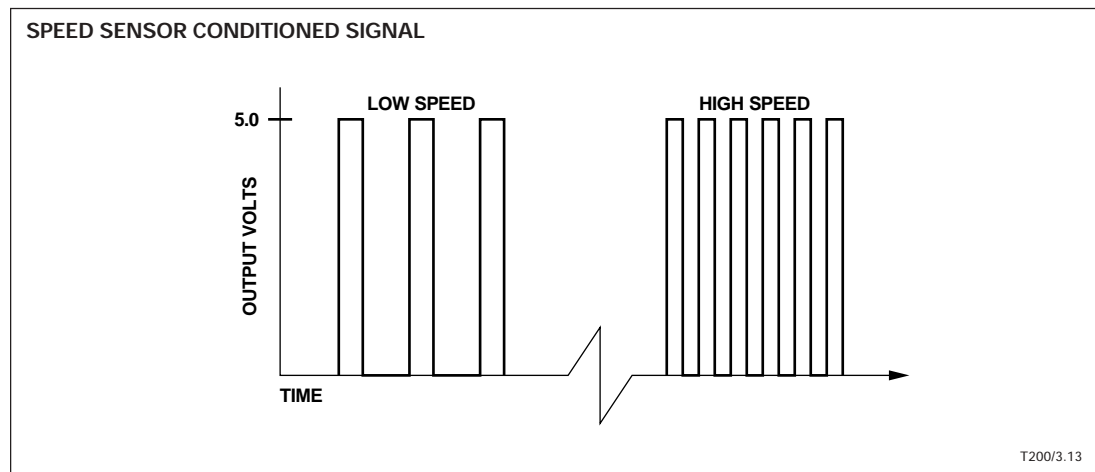 SPEED SENSOR CONDITIONED SIGNAL
LOW SPEED
HIGH SPEED
5.0
OUTPUT VOLTS
TIME
T200/3.13